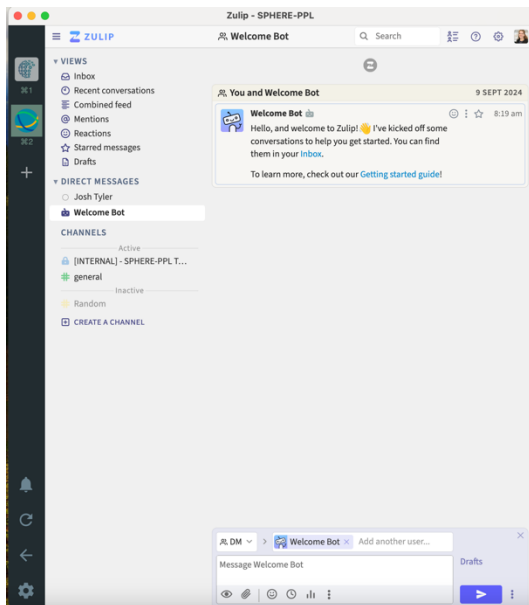 Zulip - SPHERE-PPL
ZULIP
Welcome Bot
Search
⌘1
⌘2
VIEWS
Inbox
Recent conversations
Combined feed
Mentions
Reactions
Starred messages
Drafts
DIRECT MESSAGES
Josh Tyler
Welcome Bot
CHANNELS
Active
[INTERNAL] - SPHERE-PPL T...
general
Inactive
Random
CREATE A CHANNEL
You and Welcome Bot 9 SEPT 2024
Welcome Bot 8:19 am
Hello, and welcome to Zulip!👋 I've kicked off some
conversations to help you get started. You can find
them in your Inbox.
To learn more, check out our Getting started guide!
DM > Welcome Bot × Add another user...
Message Welcome Bot
Drafts